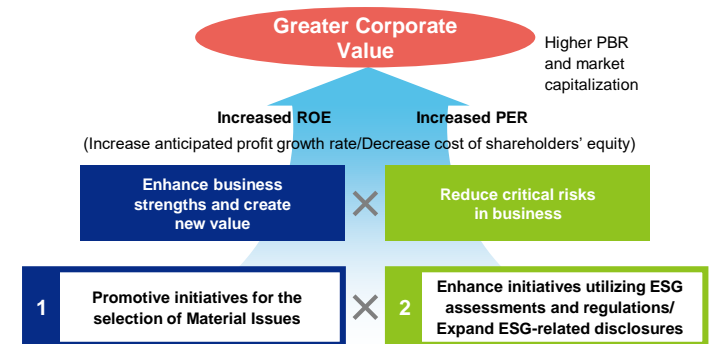 Greater Corporate
Value
Higher PBR
and market
capitalization
Increased ROE
Increased PER
(Increase anticipated profit growth rate/Decrease cost of shareholders' equity)
Enhance business
strengths and create
new value
×
Reduce critical risks
in business
1
Promotive initiatives for the
selection of Material Issues
×
2
Enhance initiatives utilizing ESG
assessments and regulations/
Expand ESG-related disclosures